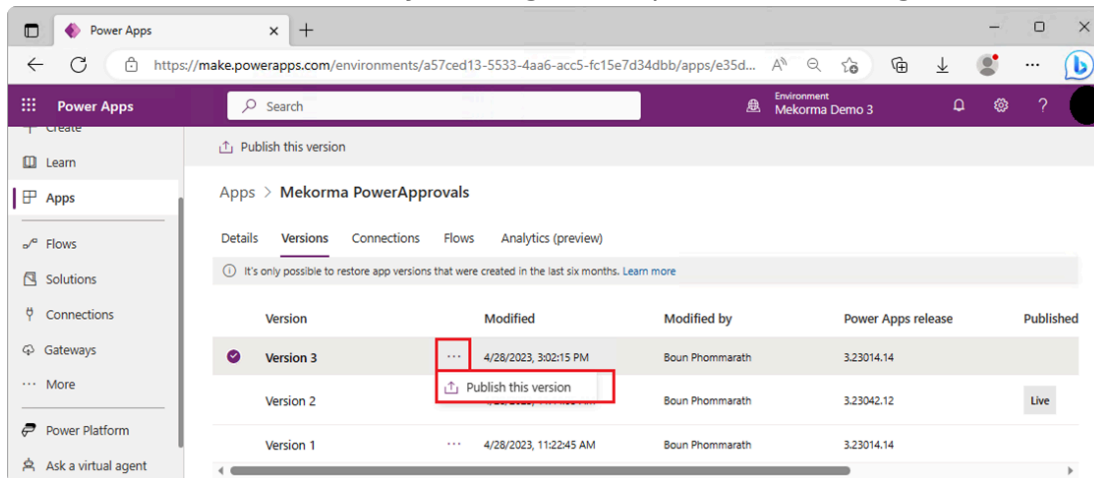 Power Apps
https://make.powerapps.com/environments/a57ced13-5533-4aa6-acc5-fc15e7d34dbb/apps/e35d...
Power Apps
Search
Environment
Mekorma Demo 3
Create
Learn
Apps
Flows
Solutions
Connections
Gateways
More
Power Platform
Ask a virtual agent
Publish this version
Apps > Mekorma PowerApprovals
Details Versions Connections Flows Analytics (preview)
It's only possible to restore app versions that were created in the last six months. Learn more
Version Modified Modified by Power Apps release Published
Version 3 ... 4/28/2023, 3:02:15 PM Boun Phommarath 3.23014.14
Publish this version
Version 2 Boun Phommarath 3.23042.12 Live
Version 1 ... 4/28/2023, 11:22:45 AM Boun Phommarath 3.23014.14